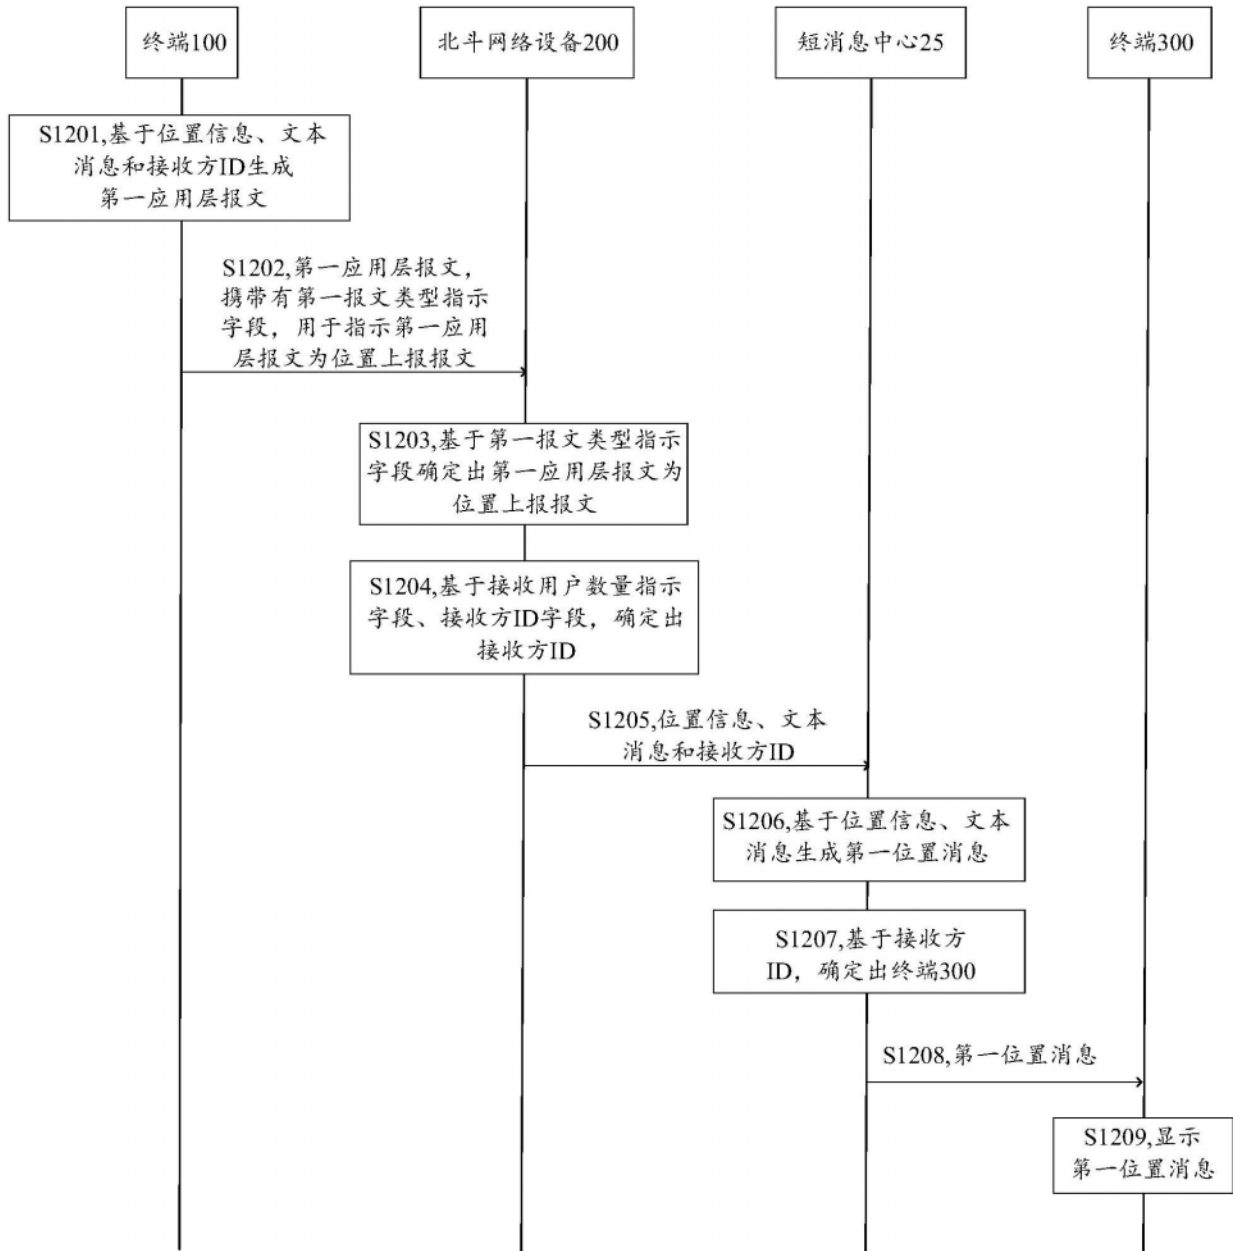 终端100
北斗网络设备200
短消息中心25
终端300
S1201,基于位置信息、文本
消息和接收方ID生成
第一应用层报文
S1202,第一应用层报文，
携带有第一报文类型指示
字段，用于指示第一应用
层报文为位置上报报文
S1203,基于第一报文类型指示
字段确定出第一应用层报文为
位置上报报文
S1204,基于接收用户数量指示
字段、接收方ID字段，确定出
接收方ID
S1205,位置信息、文本
消息和接收方ID
S1206,基于位置信息、文本
消息生成第一位置消息
S1207,基于接收方
ID，确定出终端300
S1208,第一位置消息
S1209,显示
第一位置消息